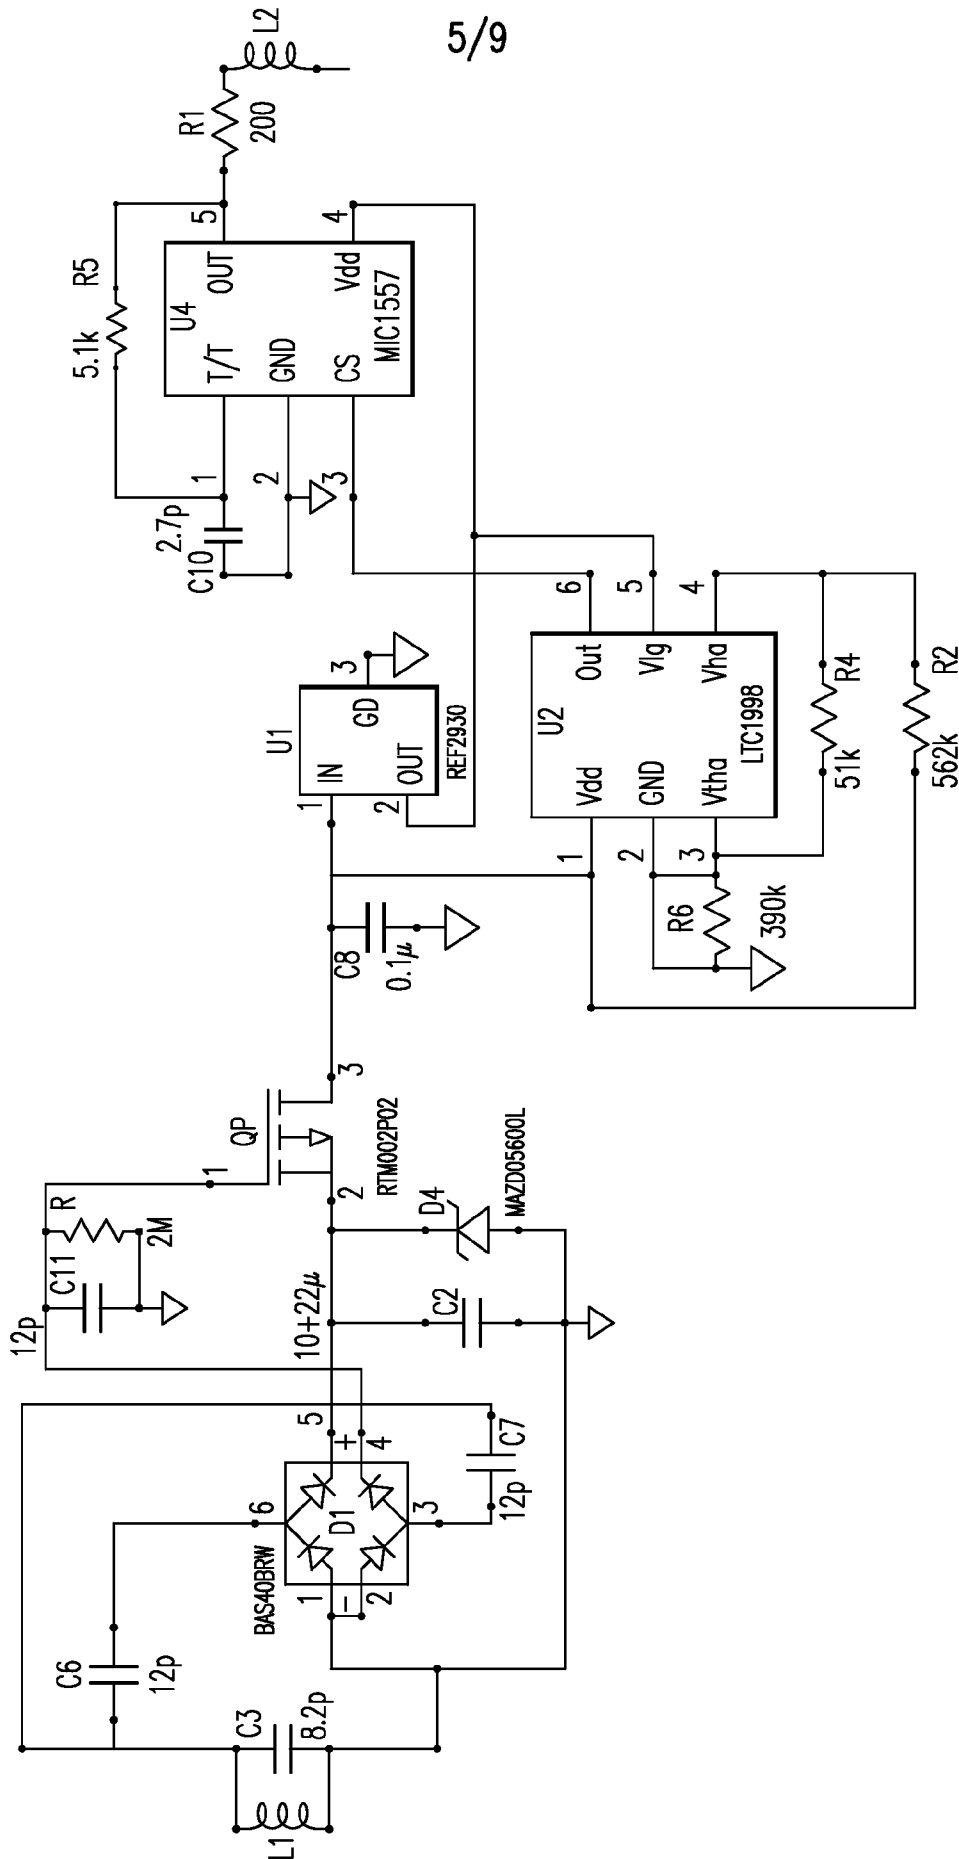 5/9
L2
R1
200
5
4
R5
5.1k
U4
OUT
Vdd
MIC1557
T/T
GND
CS
1
2
3
2.7p
C10
U1
3
GD
IN
OUT
REF2930
1
2
6
5
4
U2
Out
Vlg
Vha
LTC1998
Vdd
GND
Vtha
1
2
3
R4
51k
R2
562k
R6
390k
C8
0.1μ
QP
3
1
2
RTM002P02
R
2M
C11
12p
D4
MAZD05600L
10+22μ
C2
5
+
4
6
D1
3
BAS40BRW
1
-
2
C7
12p
C6
12p
C3
8.2p
L1